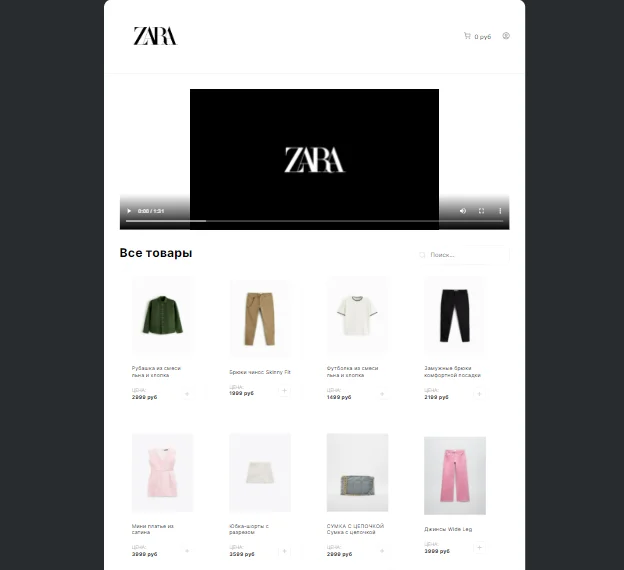 ZARA
0 руб
ZARA
0:00 / 1:31
Все товары
Поиск...
Рубашка из смеси
льна и хлопка
Брюки чинос Skinny Fit
Футболка из смеси
льна и хлопка
Замужные брюки
комфортной посадки
ЦЕНА:
2999 руб
ЦЕНА:
1999 руб
ЦЕНА:
1499 руб
ЦЕНА:
2199 руб
Мини платье из
сатина
Юбка-шорты с
разрезом
СУМКА С ЦЕПОЧКОЙ
Сумка с цепочкой
Джинсы Wide Leg
ЦЕНА:
3999 руб
ЦЕНА:
3599 руб
ЦЕНА:
2999 руб
ЦЕНА:
3999 руб